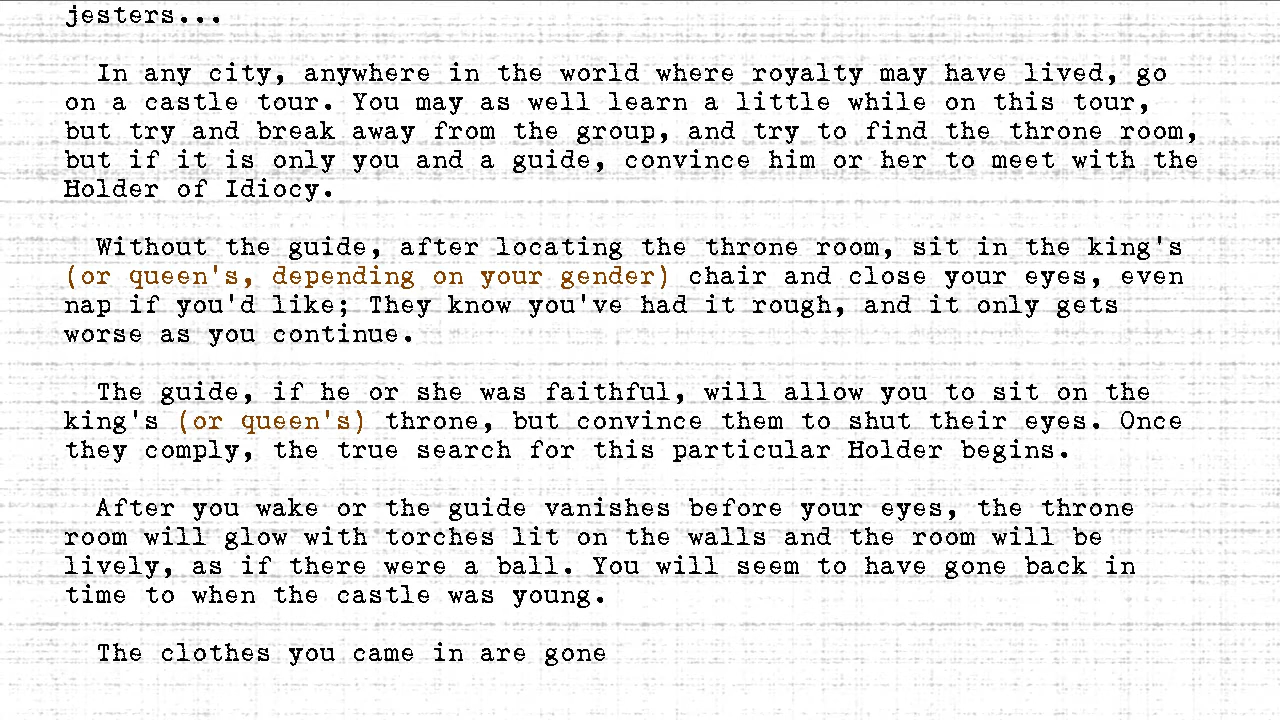 jesters...
In any city, anywhere in the world where royalty may have lived, go
on a castle tour. You may as well learn a little while on this tour,
but try and break away from the group, and try to find the throne room,
but if it is only you and a guide, convince him or her to meet with the
Holder of Idiocy.
Without the guide, after locating the throne room, sit in the king's
(or queen's, depending on your gender) chair and close your eyes, even
nap if you'd like; They know you've had it rough, and it only gets
worse as you continue.
The guide, if he or she was faithful, will allow you to sit on the
king's (or queen's) throne, but convince them to shut their eyes. Once
they comply, the true search for this particular Holder begins.
After you wake or the guide vanishes before your eyes, the throne
room will glow with torches lit on the walls and the room will be
lively, as if there were a ball. You will seem to have gone back in
time to when the castle was young.
The clothes you came in are gone